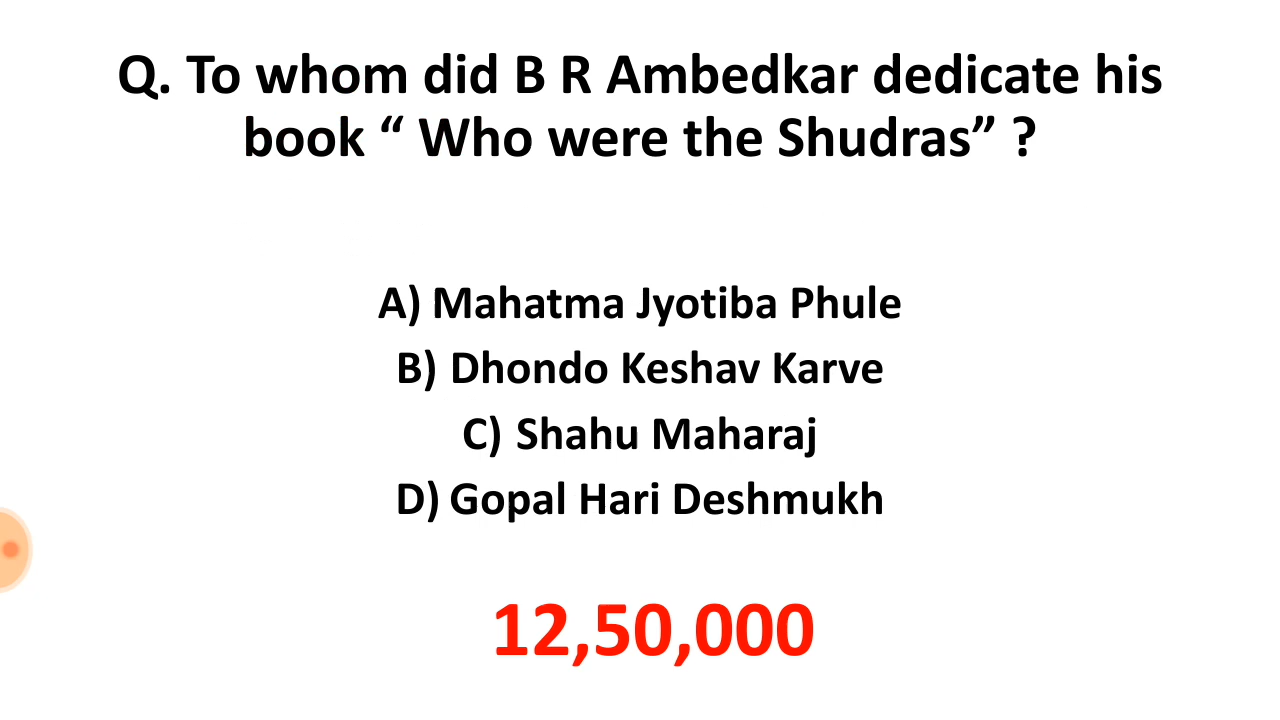 Q. To whom did B R Ambedkar dedicate his
book “ Who were the Shudras” ?
A) Mahatma Jyotiba Phule
B) Dhondo Keshav Karve
C) Shahu Maharaj
D) Gopal Hari Deshmukh
12,50,000